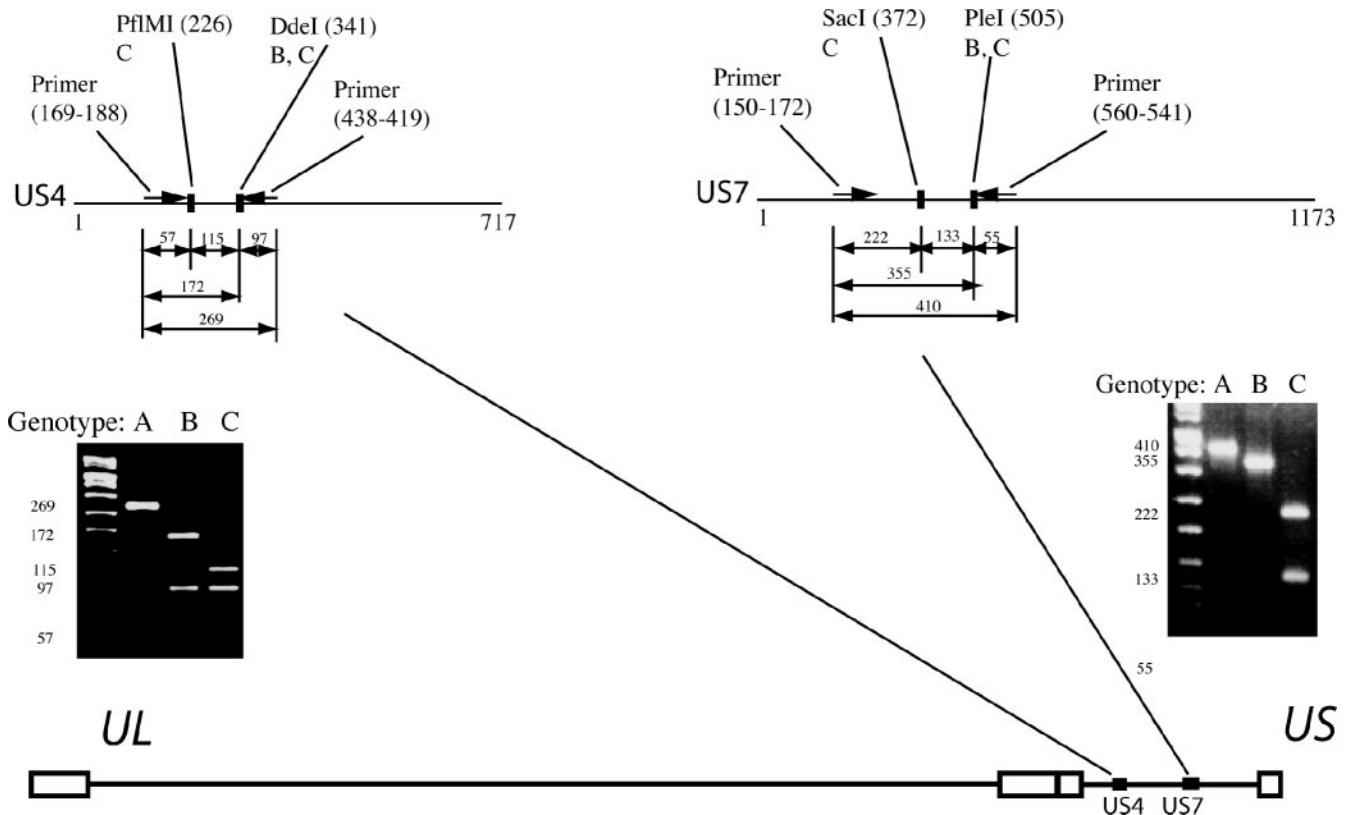 PflMI (226)
C
DdeI (341)
B, C
Primer
(169-188)
Primer
(438-419)
US4
1
717
57
115
97
172
269
SacI (372)
C
PleI (505)
B, C
Primer
(150-172)
Primer
(560-541)
US7
1
1173
222
133
55
355
410
Genotype: A B C
269
172
115
97
57
Genotype: A B C
410
355
222
133
55
UL
US
US4
US7